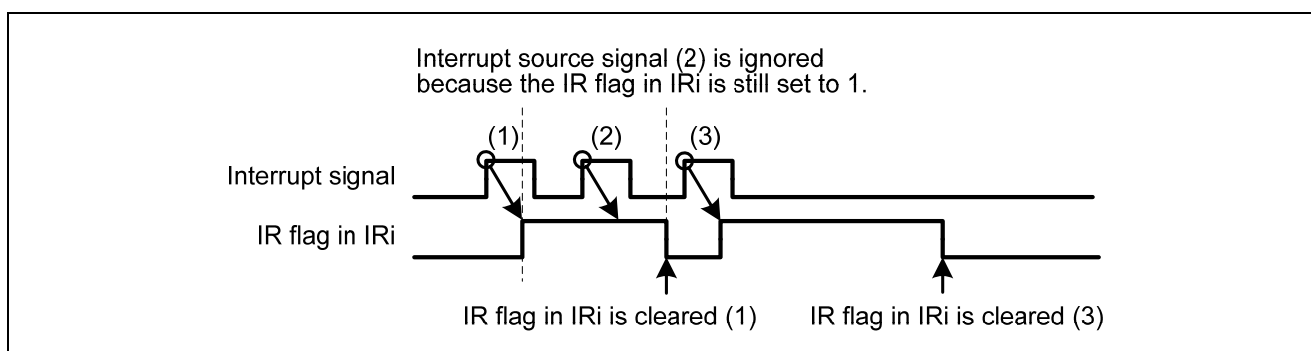 Interrupt source signal (2) is ignored
because the IR flag in IRi is still set to 1.
(1) (2) (3)
Interrupt signal
IR flag in IRi
IR flag in IRi is cleared (1) IR flag in IRi is cleared (3)